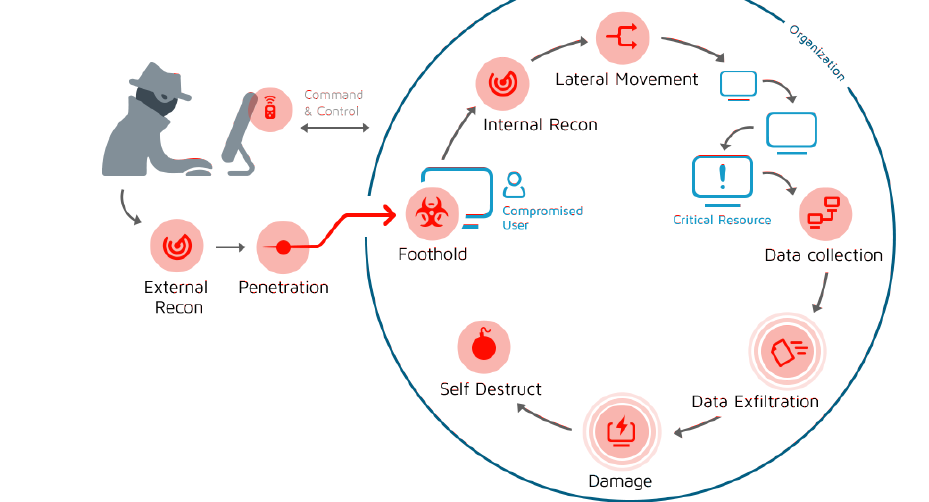 Organization
Command
& Control
Lateral Movement
Internal Recon
Compromised
User
Critical Resource
Foothold
Data collection
External
Recon
Penetration
Self Destruct
Data Exfiltration
Damage